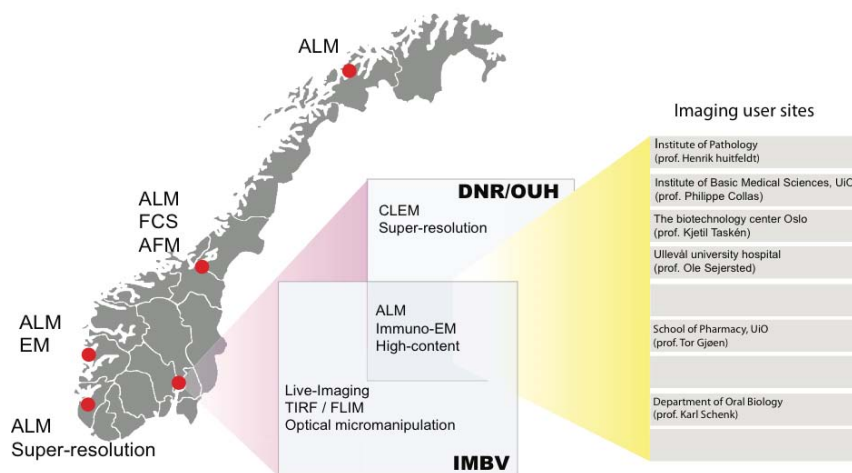 ALM
ALM
FCS
AFM
ALM
EM
ALM
Super-resolution
DNR/OUH
CLEM
Super-resolution
ALM
Immuno-EM
High-content
Live-Imaging
TIRF / FLIM
Optical micromanipulation
IMBV
Imaging user sites
Institute of Pathology
(prof. Henrik huitfeldt)
Institute of Basic Medical Sciences, UiO
(prof. Philippe Collas)
The biotechnology center Oslo
(prof. Kjetil Taskén)
Ullevål university hospital
(prof. Ole Sejersted)
School of Pharmacy, UiO
(prof. Tor Gjøen)
Department of Oral Biology
(prof. Karl Schenk)